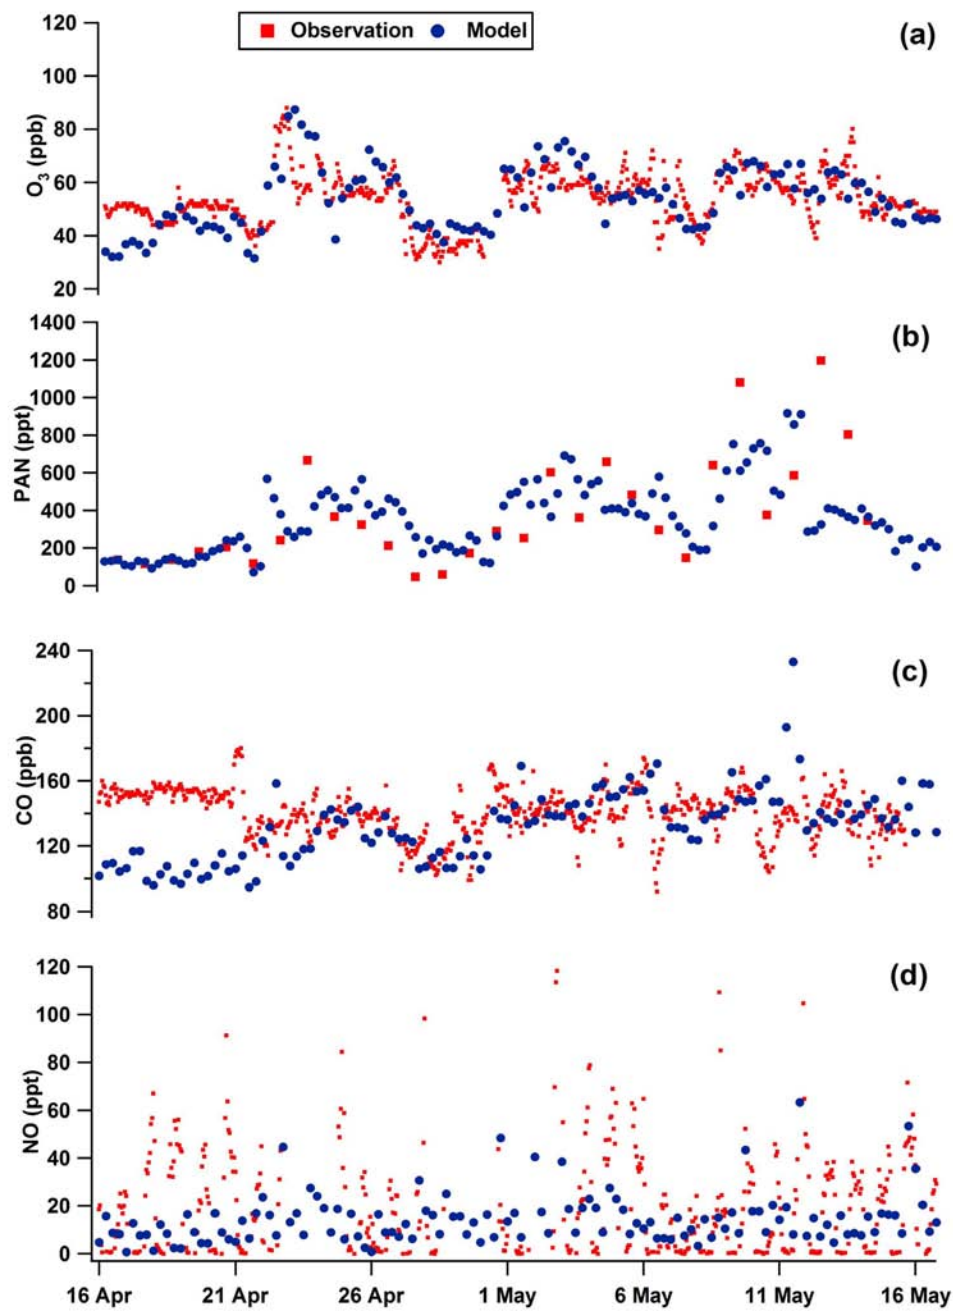 Observation Model
(a)
O3 (ppb)
120
100
80
60
40
20
(b)
PAN (ppt)
1400
1200
1000
800
600
400
200
0
(c)
CO (ppb)
240
200
160
120
80
(d)
NO (ppt)
120
100
80
60
40
20
0
16 Apr 21 Apr 26 Apr 1 May 6 May 11 May 16 May